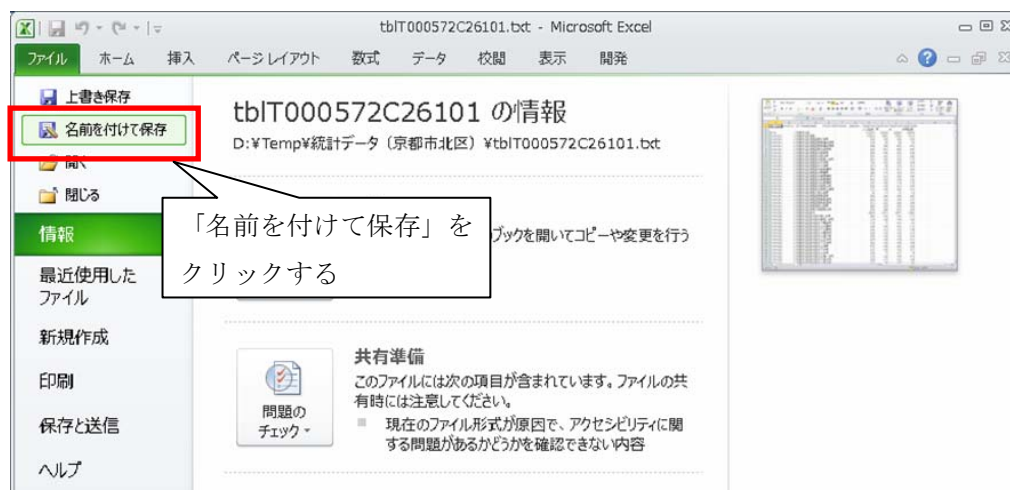 tblT000572C26101.txt - Microsoft Excel
ファイル ホーム 挿入 ページ レイアウト 数式 データ 校閲 表示 開発
上書き保存
名前を付けて保存
開く
閉じる
情報
最近使用した
ファイル
新規作成
印刷
保存と送信
ヘルプ
tblT000572C26101 の情報
D:¥Temp¥統計データ（京都市北区）¥tblT000572C26101.txt
「名前を付けて保存」を
クリックする
ブックを開いてコピーや変更を行う
問題の
チェック
共有準備
このファイルには次の項目が含まれています。ファイルの共
有時には注意してください。
現在のファイル形式が原因で、アクセシビリティに関
する問題があるかどうかを確認できない内容